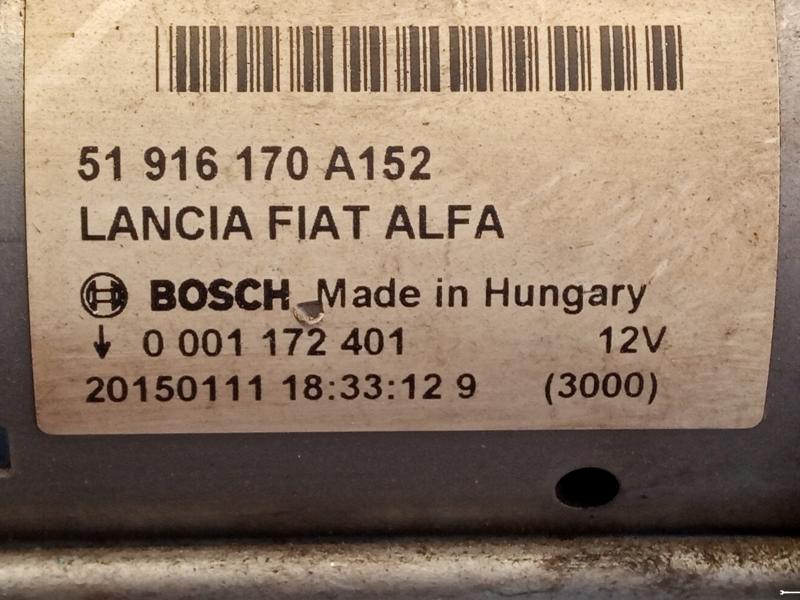 51 916 170 A152
LANCIA FIAT ALFA
BOSCH Made in Hungary
↓ 0 001 172 401 12V
20150111 18:33:12 9 (3000)